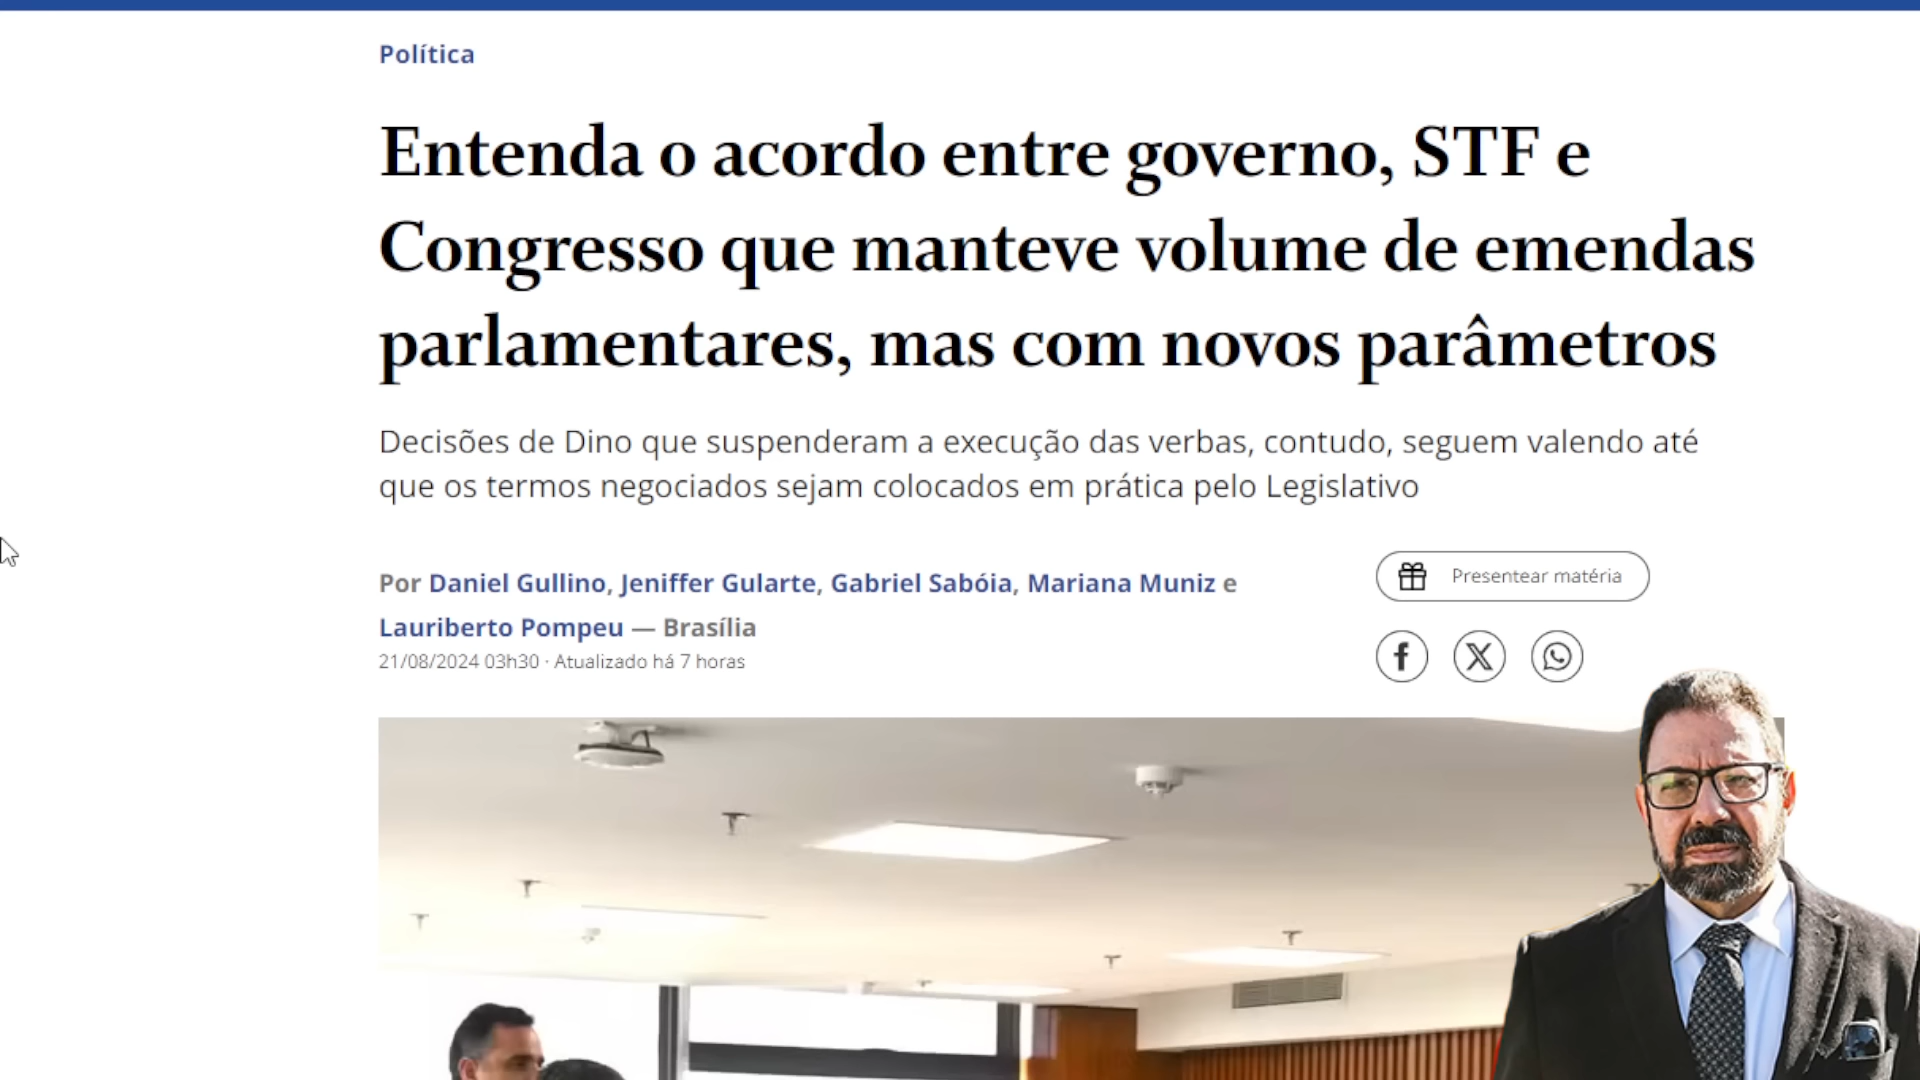 Política
Entenda o acordo entre governo, STF e
Congresso que manteve volume de emendas
parlamentares, mas com novos parâmetros
Decisões de Dino que suspenderam a execução das verbas, contudo, seguem valendo até
que os termos negociados sejam colocados em prática pelo Legislativo
Por Daniel Gullino, Jeniffer Gularte, Gabriel Sabóia, Mariana Muniz e
Lauriberto Pompeu — Brasília
21/08/2024 03h30 · Atualizado há 7 horas
Presentear matéria